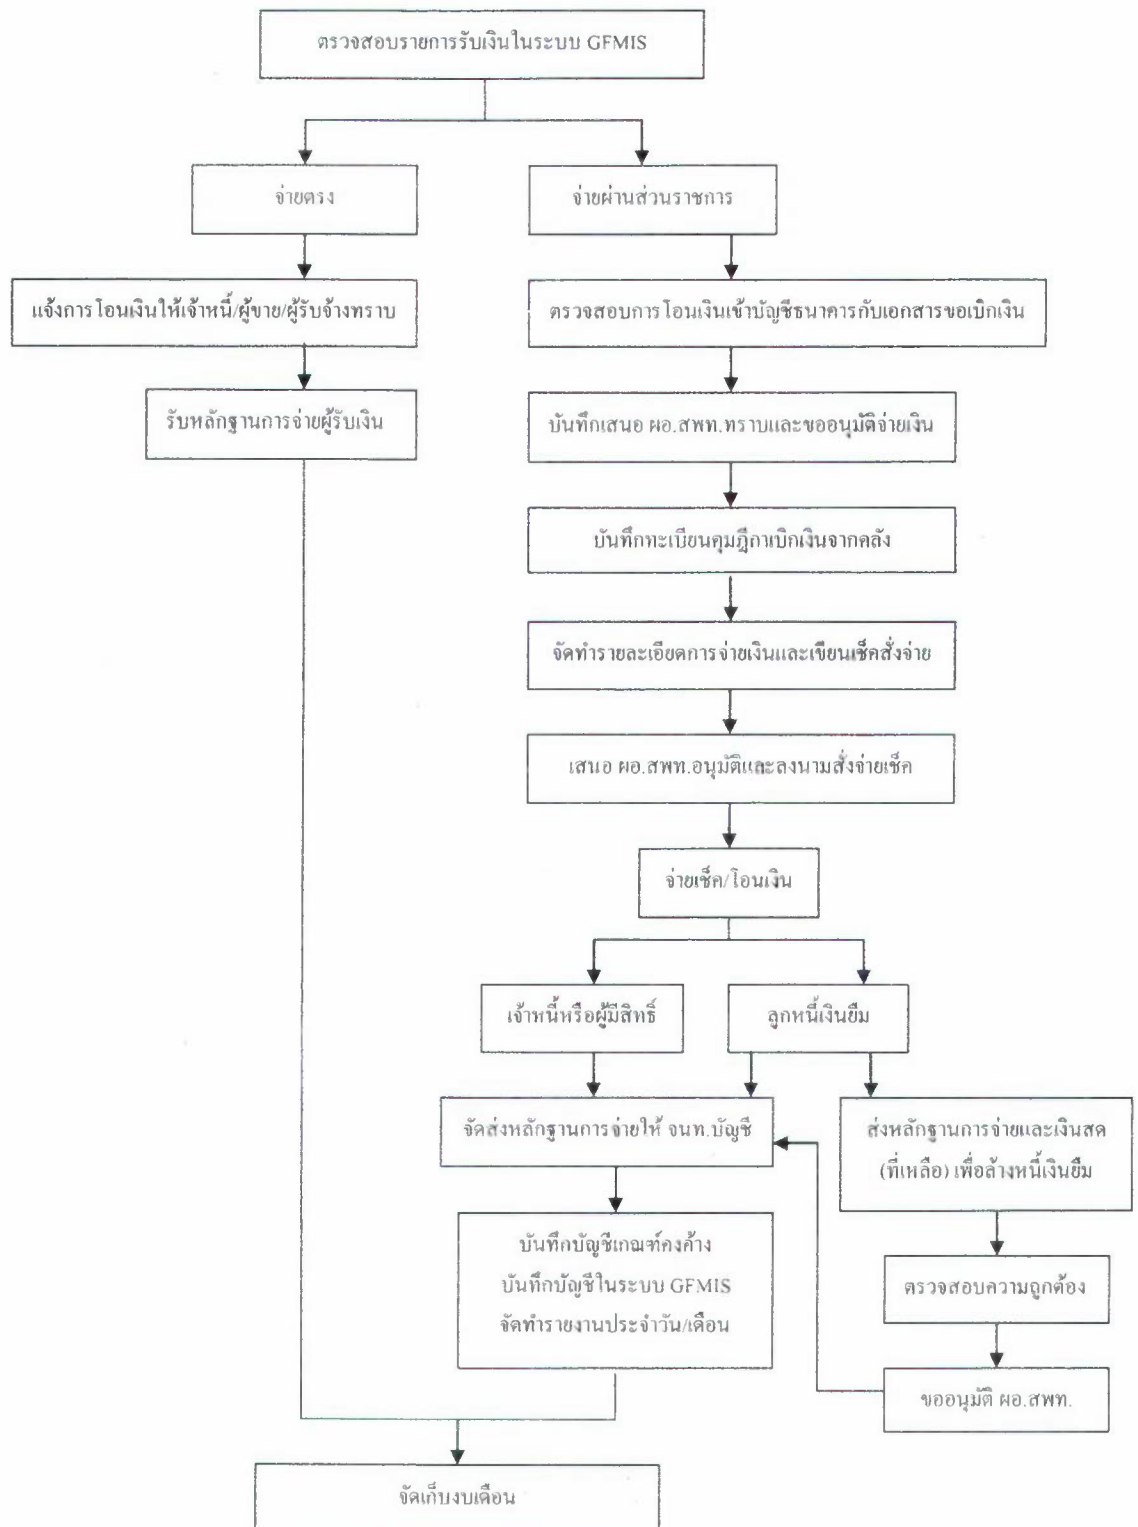 ตรวจสอบรายการรับเงินในระบบ GFMIS
จ่ายตรง
จ่ายผ่านส่วนราชการ
แจ้งการโอนเงินให้เจ้าหนี้/ผู้ขาย/ผู้รับจ้างทราบ
ตรวจสอบการโอนเงินเข้าบัญชีธนาคารกับเอกสารขอเบิกเงิน
รับหลักฐานการจ่ายผู้รับเงิน
บันทึกเสนอ ผอ.สพท.ทราบและขออนุมัติจ่ายเงิน
บันทึกทะเบียนคุมฎีกาเบิกเงินจากคลัง
จัดทำรายละเอียดการจ่ายเงินและเขียนเช็คสั่งจ่าย
เสนอ ผอ.สพท.อนุมัติและลงนามสั่งจ่ายเช็ค
จ่ายเช็ค/โอนเงิน
เจ้าหนี้หรือผู้มีสิทธิ์
ลูกหนี้เงินยืม
จัดส่งหลักฐานการจ่ายให้ จนท.บัญชี
ส่งหลักฐานการจ่ายและเงินสด
(ที่เหลือ) เพื่อล้างหนี้เงินยืม
บันทึกบัญชีเกณฑ์คงค้าง
บันทึกบัญชีในระบบ GFMIS
จัดทำรายงานประจำวัน/เดือน
ตรวจสอบความถูกต้อง
ขออนุมัติ ผอ.สพท.
จัดเก็บงบเดือน